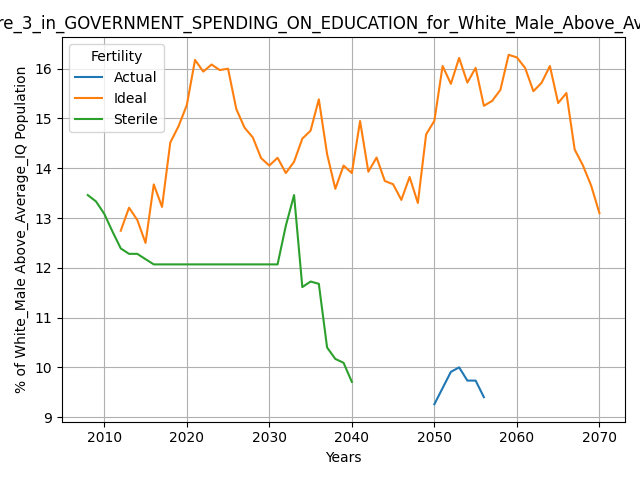 re_3_in_GOVERNMENT_SPENDING_ON_EDUCATION_for_White_Male_Above_Av
Fertility
Actual
Ideal
Sterile
% of White_Male Above_Average_IQ Population
16
15
14
13
12
11
10
9
2010 2020 2030 2040 2050 2060 2070
Years